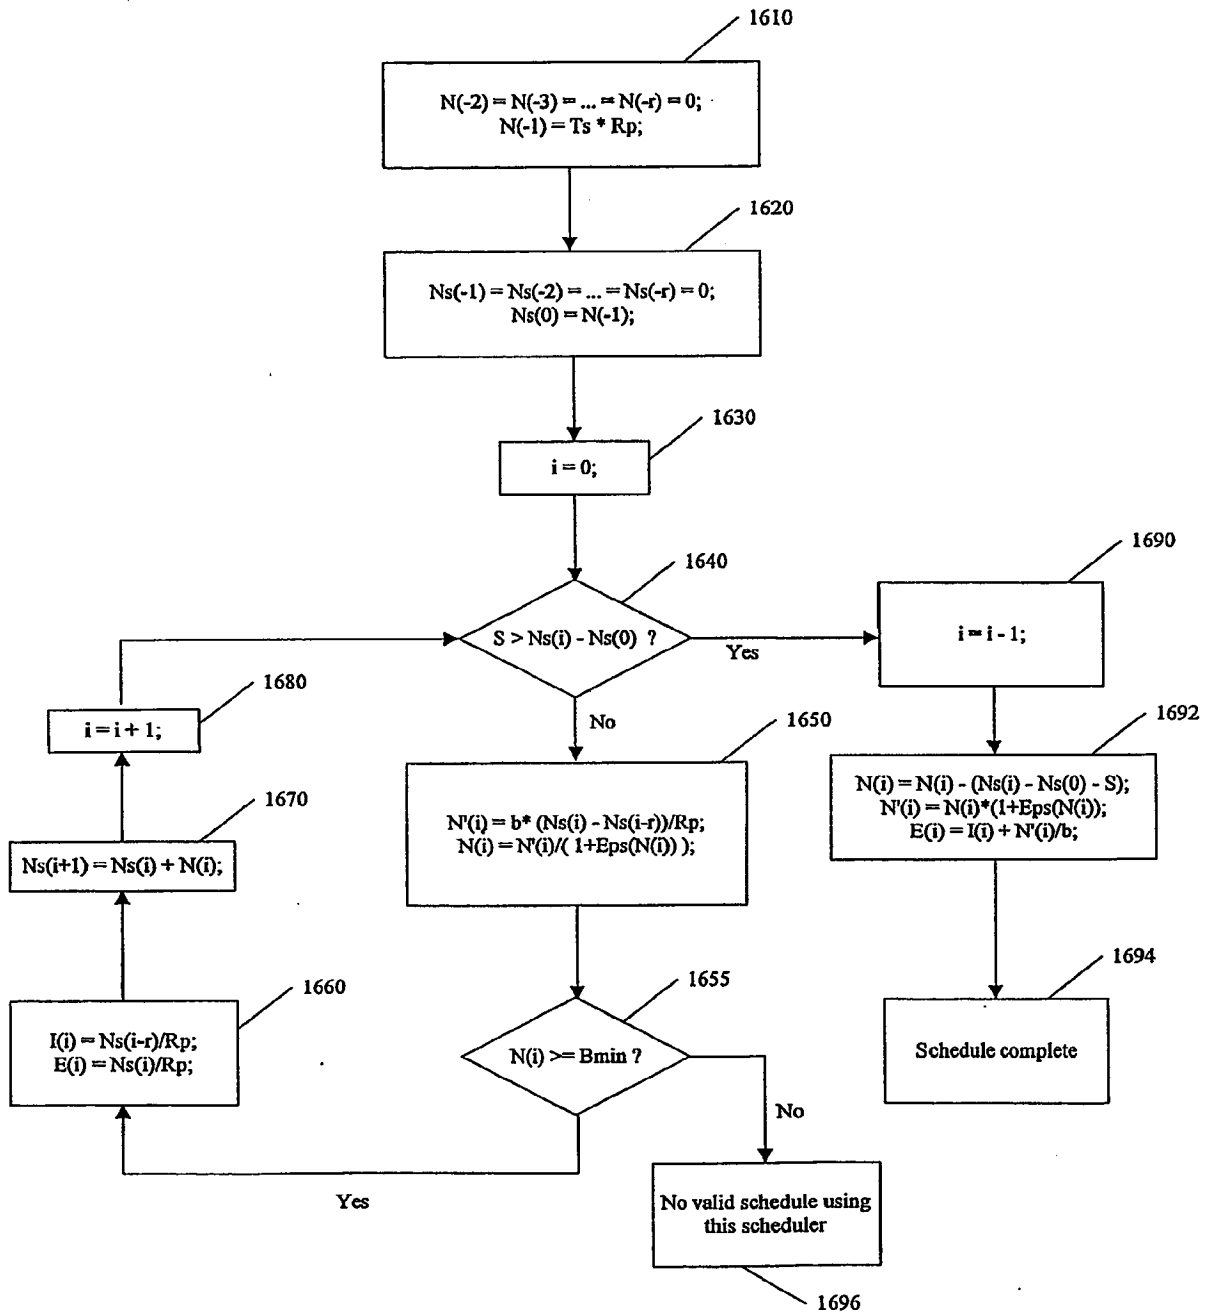 1610
N(-2) = N(-3) = ... = N(-r) = 0;
N(-1) = Ts * Rp;
1620
Ns(-1) = Ns(-2) = ... = Ns(-r) = 0;
Ns(0) = N(-1);
1630
i = 0;
1640
S > Ns(i) - Ns(0) ?
Yes
No
1690
i = i - 1;
1692
N(i) = N(i) - (Ns(i) - Ns(0) - S);
N'(i) = N(i)*(1+Eps(N(i));
E(i) = I(i) + N'(i)/b;
1694
Schedule complete
1650
N'(i) = b* (Ns(i) - Ns(i-r))/Rp;
N(i) = N'(i)/( 1+Eps(N(i)) );
1655
N(i) >= Bmin ?
No
Yes
1696
No valid schedule using
this scheduler
1660
I(i) = Ns(i-r)/Rp;
E(i) = Ns(i)/Rp;
1670
Ns(i+1) = Ns(i) + N(i);
1680
i = i + 1;